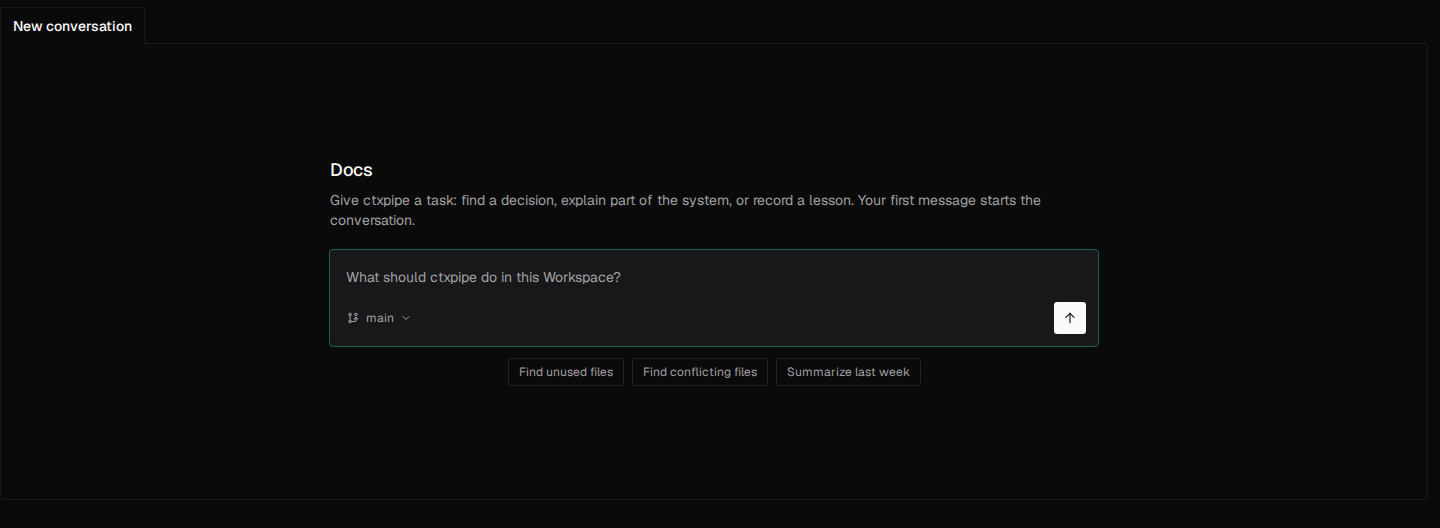 New conversation
Docs
Give ctxpipe a task: find a decision, explain part of the system, or record a lesson. Your first message starts the
conversation.
What should ctxpipe do in this Workspace?
main
Find unused files
Find conflicting files
Summarize last week